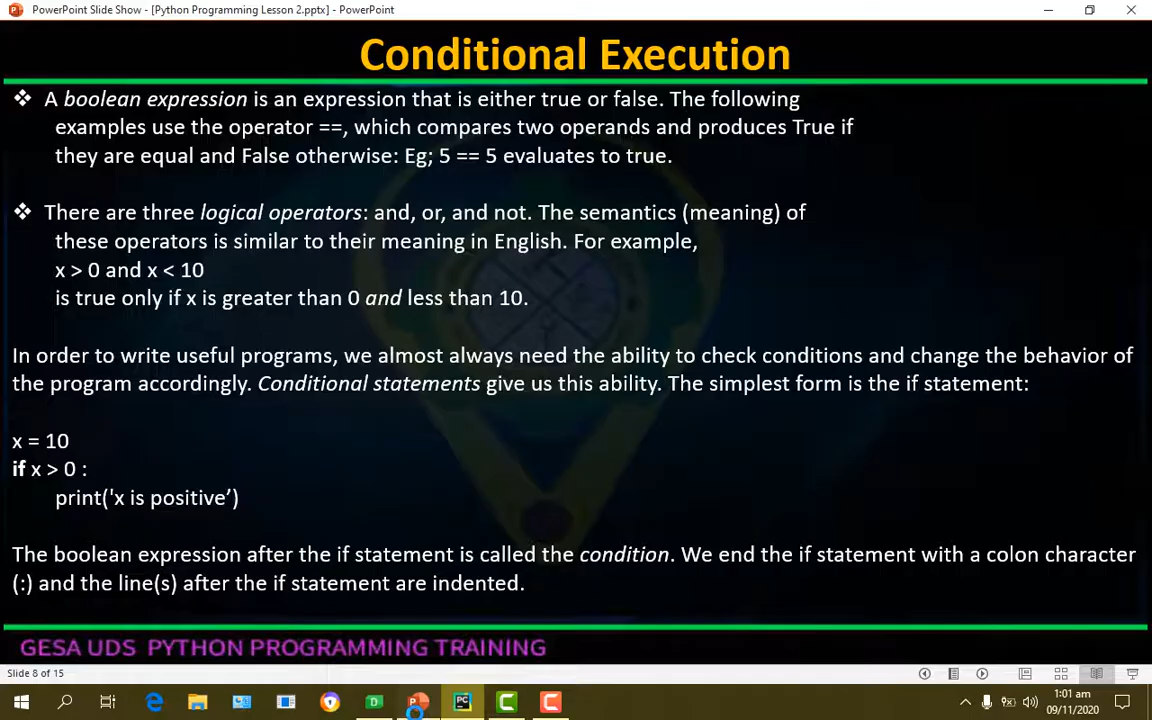 PowerPoint Slide Show - [Python Programming Lesson 2.pptx] - PowerPoint
Conditional Execution
❖ A boolean expression is an expression that is either true or false. The following
examples use the operator ==, which compares two operands and produces True if
they are equal and False otherwise: Eg; 5 == 5 evaluates to true.
❖ There are three logical operators: and, or, and not. The semantics (meaning) of
these operators is similar to their meaning in English. For example,
x > 0 and x < 10
is true only if x is greater than 0 and less than 10.
In order to write useful programs, we almost always need the ability to check conditions and change the behavior of
the program accordingly. Conditional statements give us this ability. The simplest form is the if statement:
x = 10
if x > 0 :
print('x is positive’)
The boolean expression after the if statement is called the condition. We end the if statement with a colon character
(:) and the line(s) after the if statement are indented.
GESA UDS PYTHON PROGRAMMING TRAINING
Slide 8 of 15
1:01 am
09/11/2020